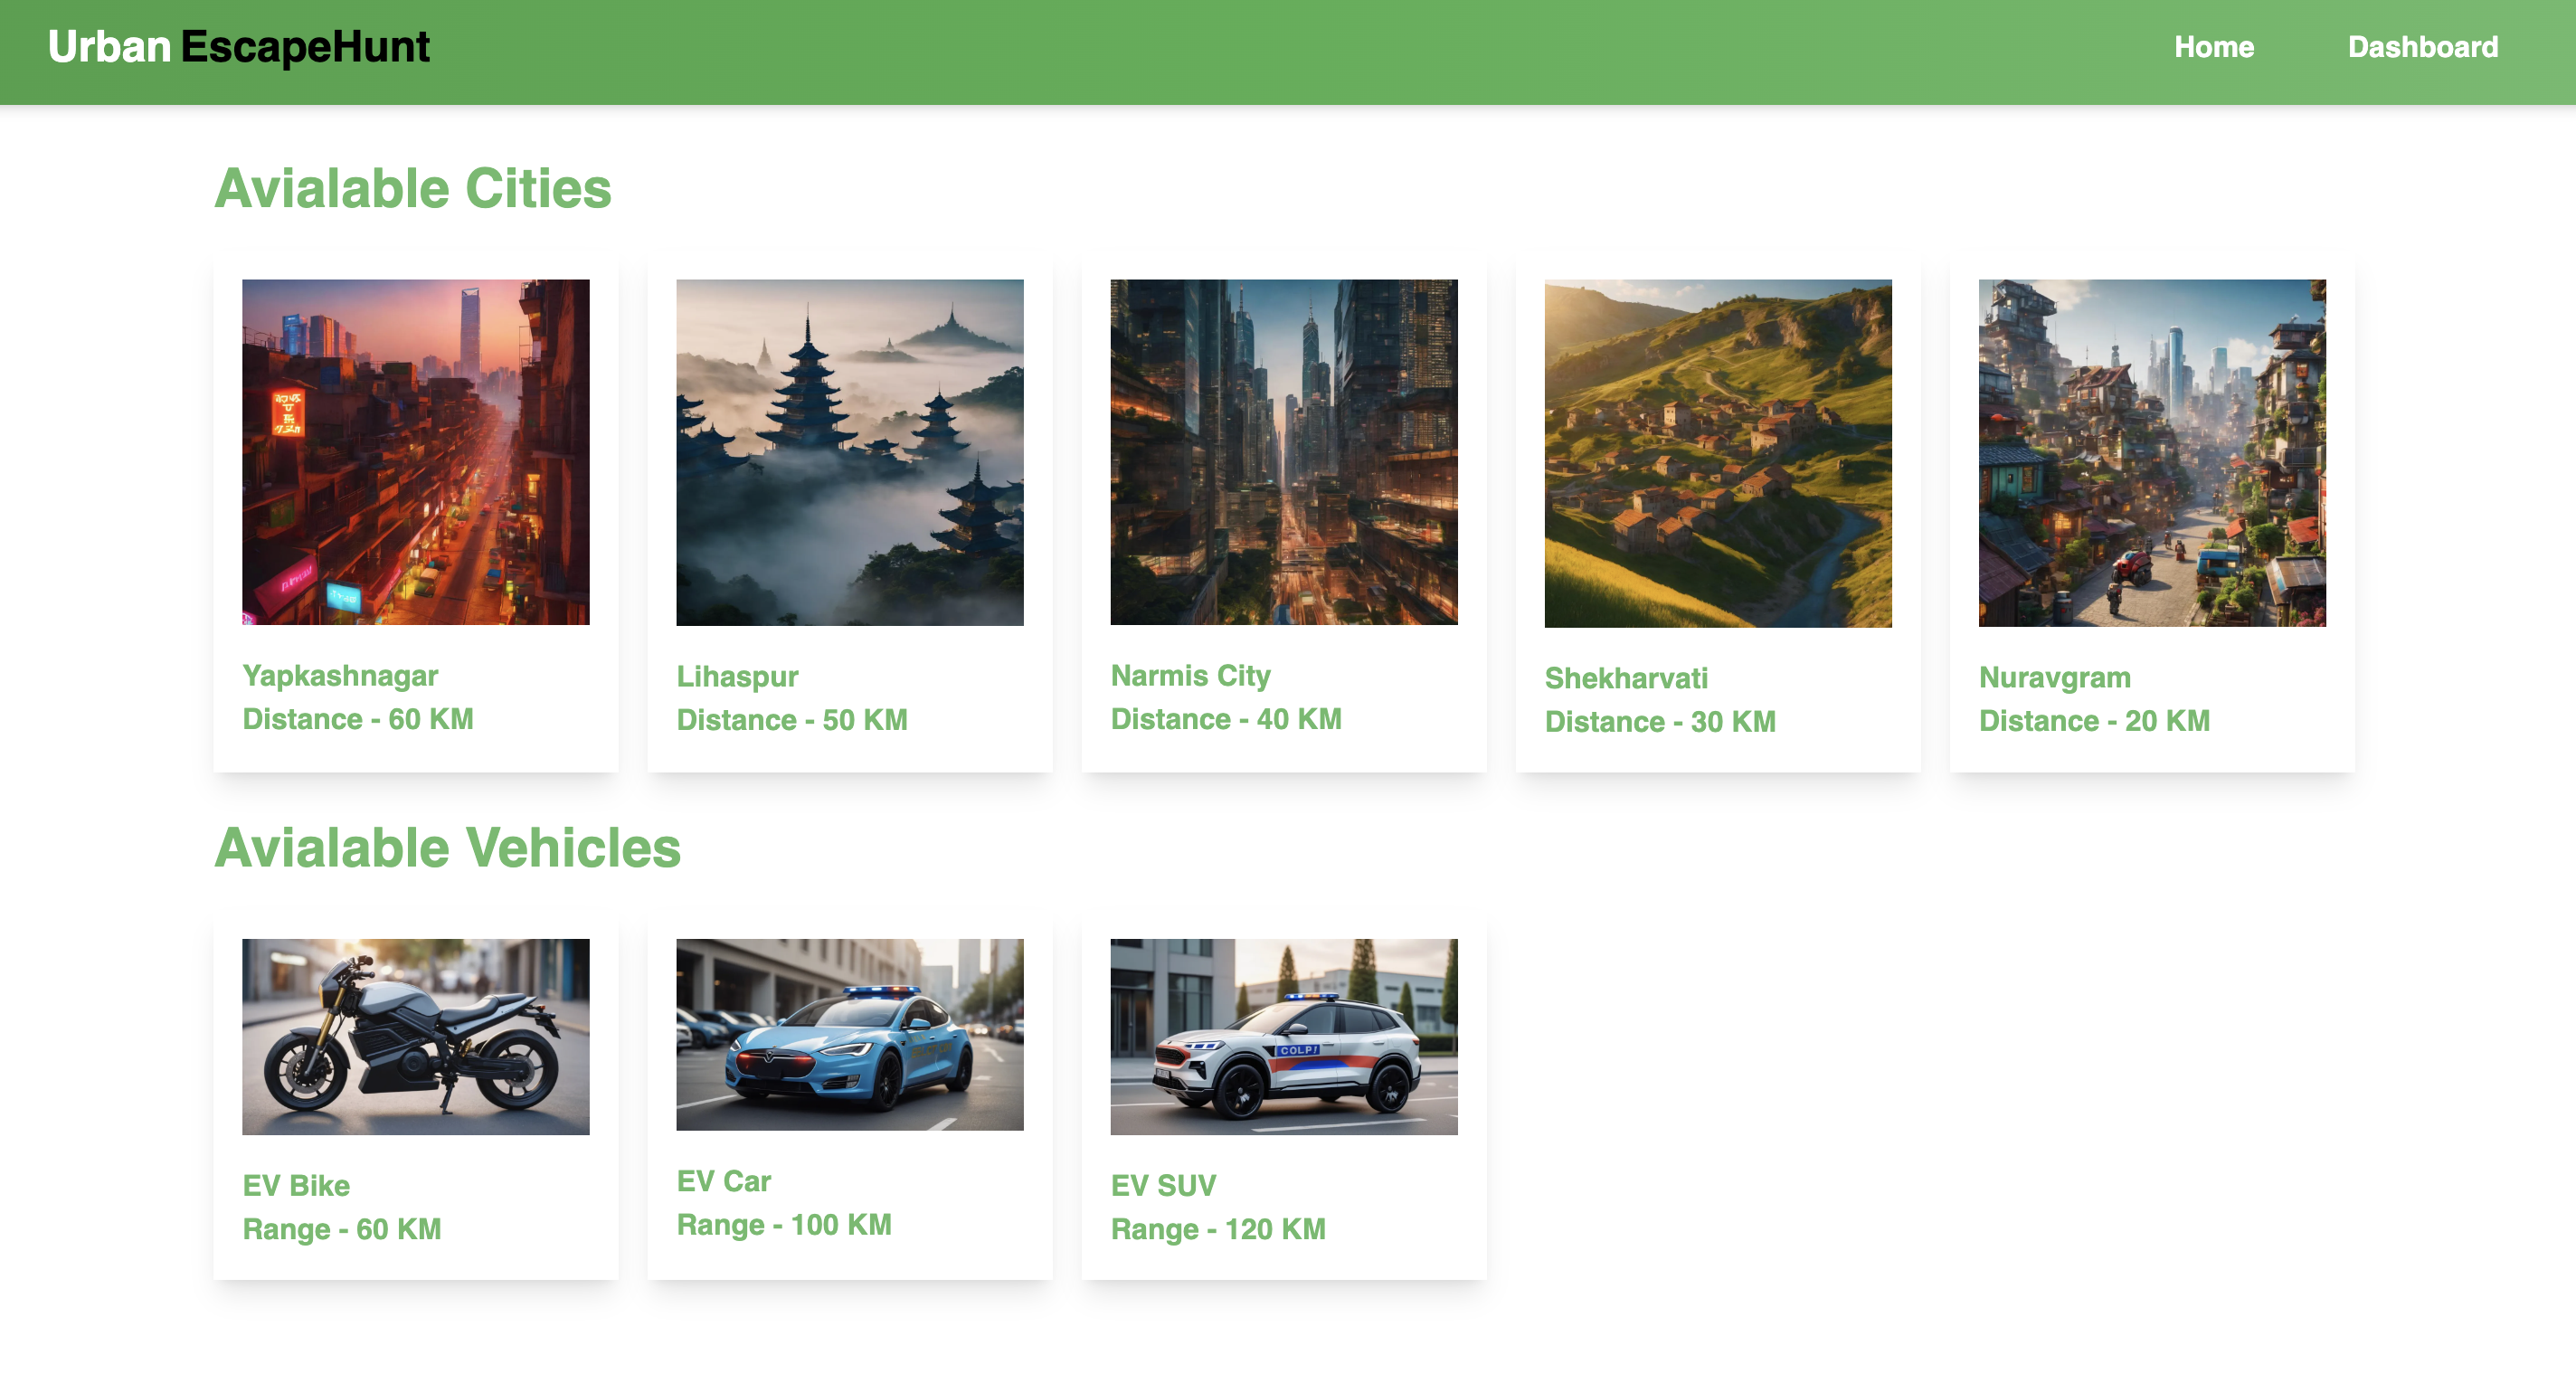 Urban EscapeHunt
Home
Dashboard
Avialable Cities
Yapkashnagar
Distance - 60 KM
Lihaspur
Distance - 50 KM
Narmis City
Distance - 40 KM
Shekharvati
Distance - 30 KM
Nuravgram
Distance - 20 KM
Avialable Vehicles
COLP!
EV Bike
Range - 60 KM
EV Car
Range - 100 KM
EV SUV
Range - 120 KM